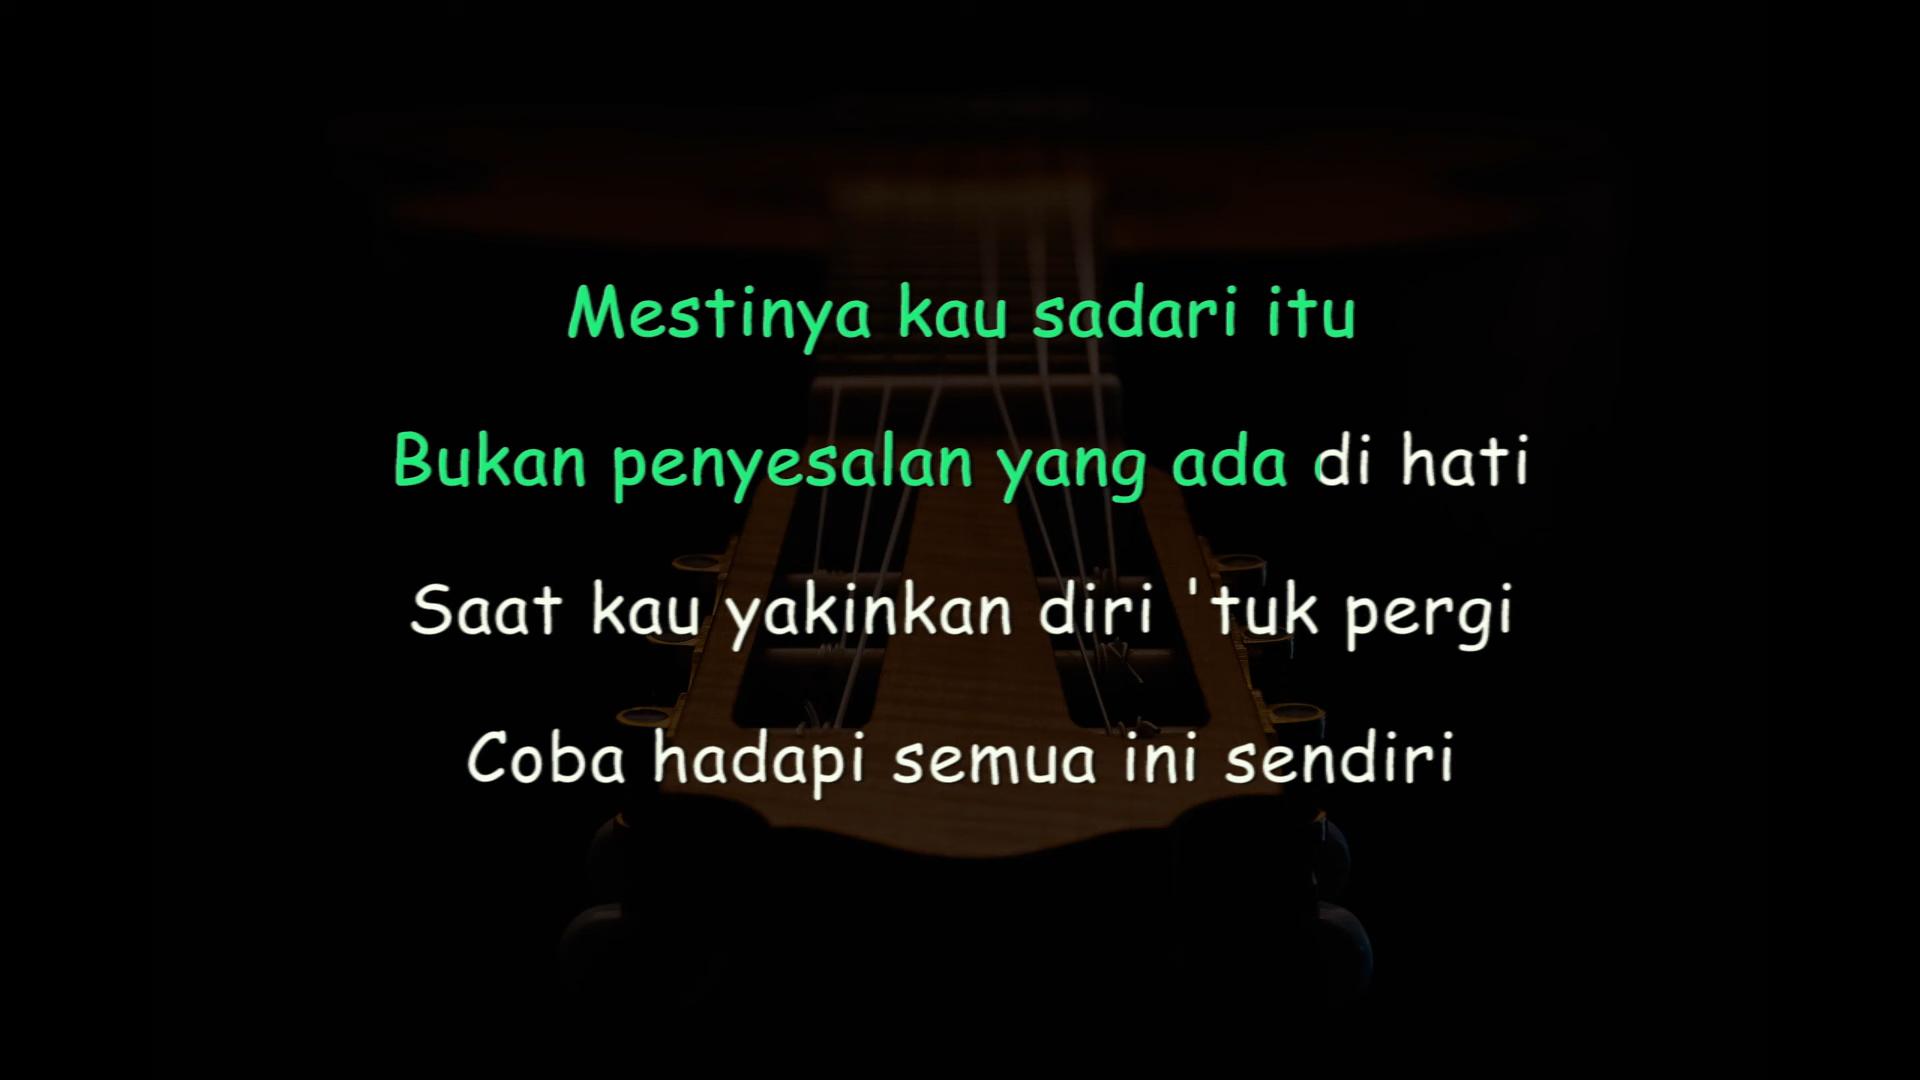 Mestinya kau sadari itu
Bukan penyesalan yang ada di hati
Saat kau yakinkan diri 'tuk pergi
Coba hadapi semua ini sendiri